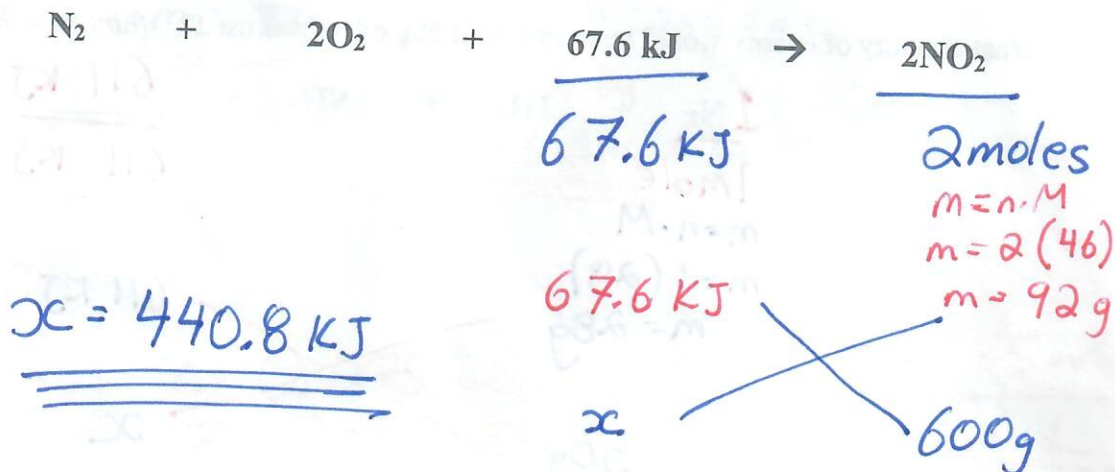 N₂ + 2O₂ + 67.6 kJ → 2NO₂
67.6 KJ 2moles
m=n.M
m= 2 (46)
67.6 KJ m= 92g
x = 440.8 KJ
x 600g